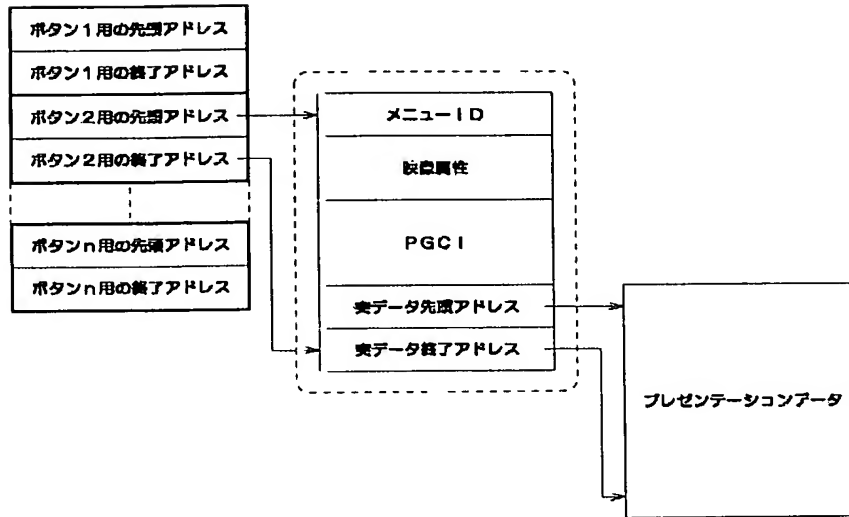 ボタン1用の先頭アドレス
ボタン1用の終了アドレス
ボタン2用の先頭アドレス
ボタン2用の終了アドレス
ボタンn用の先頭アドレス
ボタンn用の終了アドレス
メニューID
映像属性
PGCI
実データ先頭アドレス
実データ終了アドレス
プレゼンテーションデータ